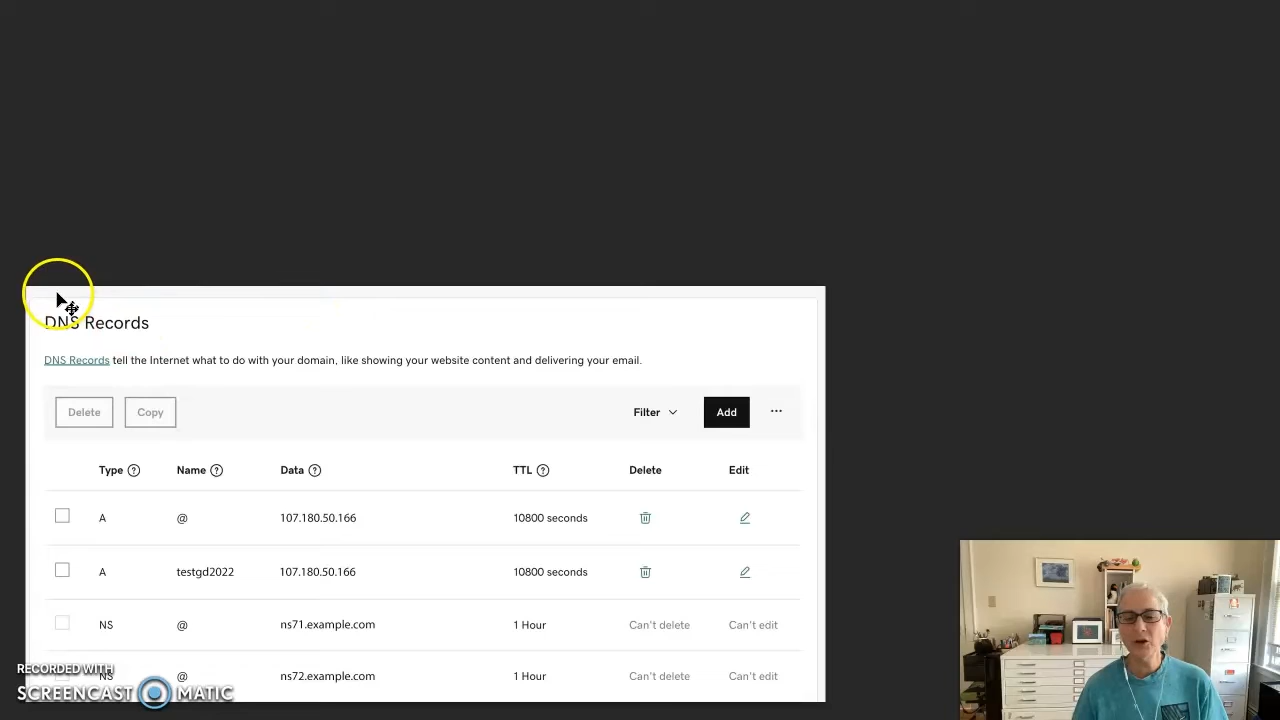 DNS Records
DNS Records tell the Internet what to do with your domain, like showing your website content and delivering your email.
Delete Copy Filter Add ...
Type ? Name ? Data ? TTL ? Delete Edit
A @ 107.180.50.166 10800 seconds
A testgd2022 107.180.50.166 10800 seconds
NS @ ns71.example.com 1 Hour Can't delete Can't edit
NS @ ns72.example.com 1 Hour Can't delete Can't edit
RECORDED WITH
SCREENCAST MATIC